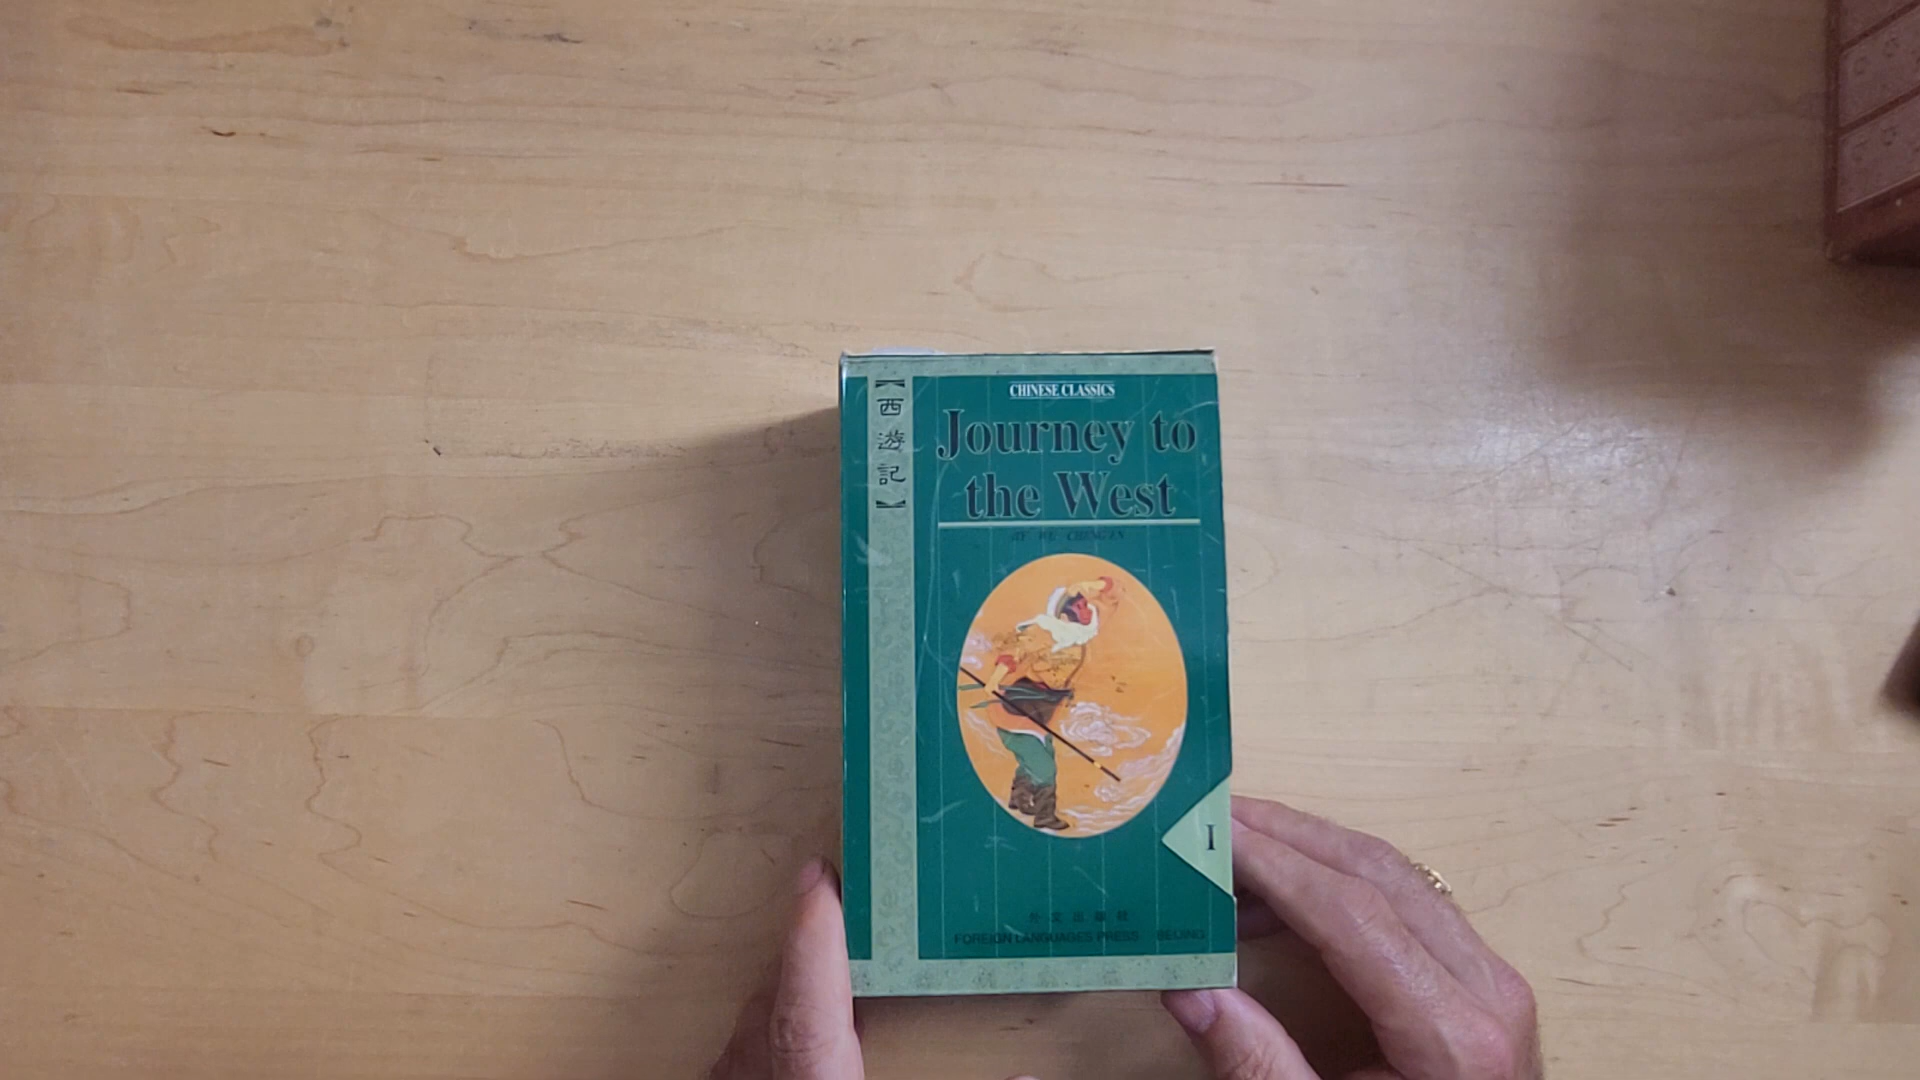 【西遊記】
CHINESE CLASSICS
Journey to
the West
BY WU CHENG'EN
I
外文出版社
FOREIGN LANGUAGES PRESS BEIJING